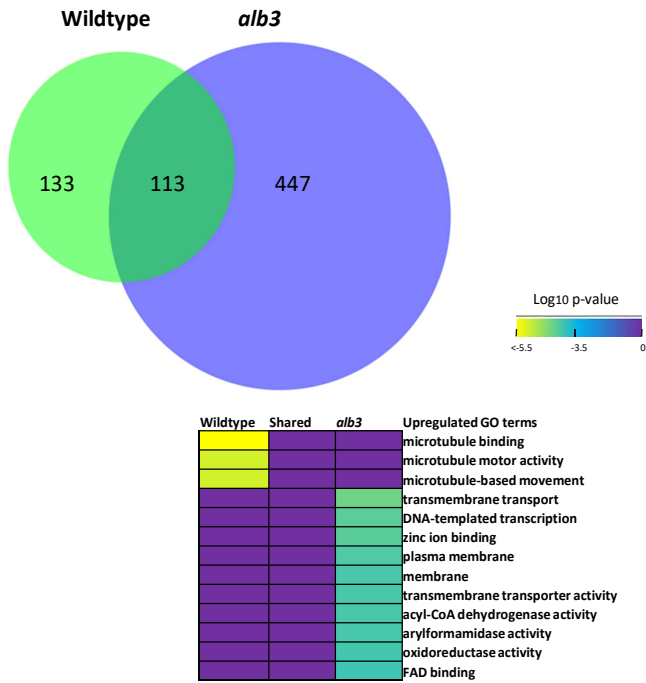 Wildtype alb3
133 113 447
Log10 p-value
<-5.5 -3.5 0
Wildtype Shared alb3 Upregulated GO terms
microtubule binding
microtubule motor activity
microtubule-based movement
transmembrane transport
DNA-templated transcription
zinc ion binding
plasma membrane
membrane
transmembrane transporter activity
acyl-CoA dehydrogenase activity
arylformamidase activity
oxidoreductase activity
FAD binding